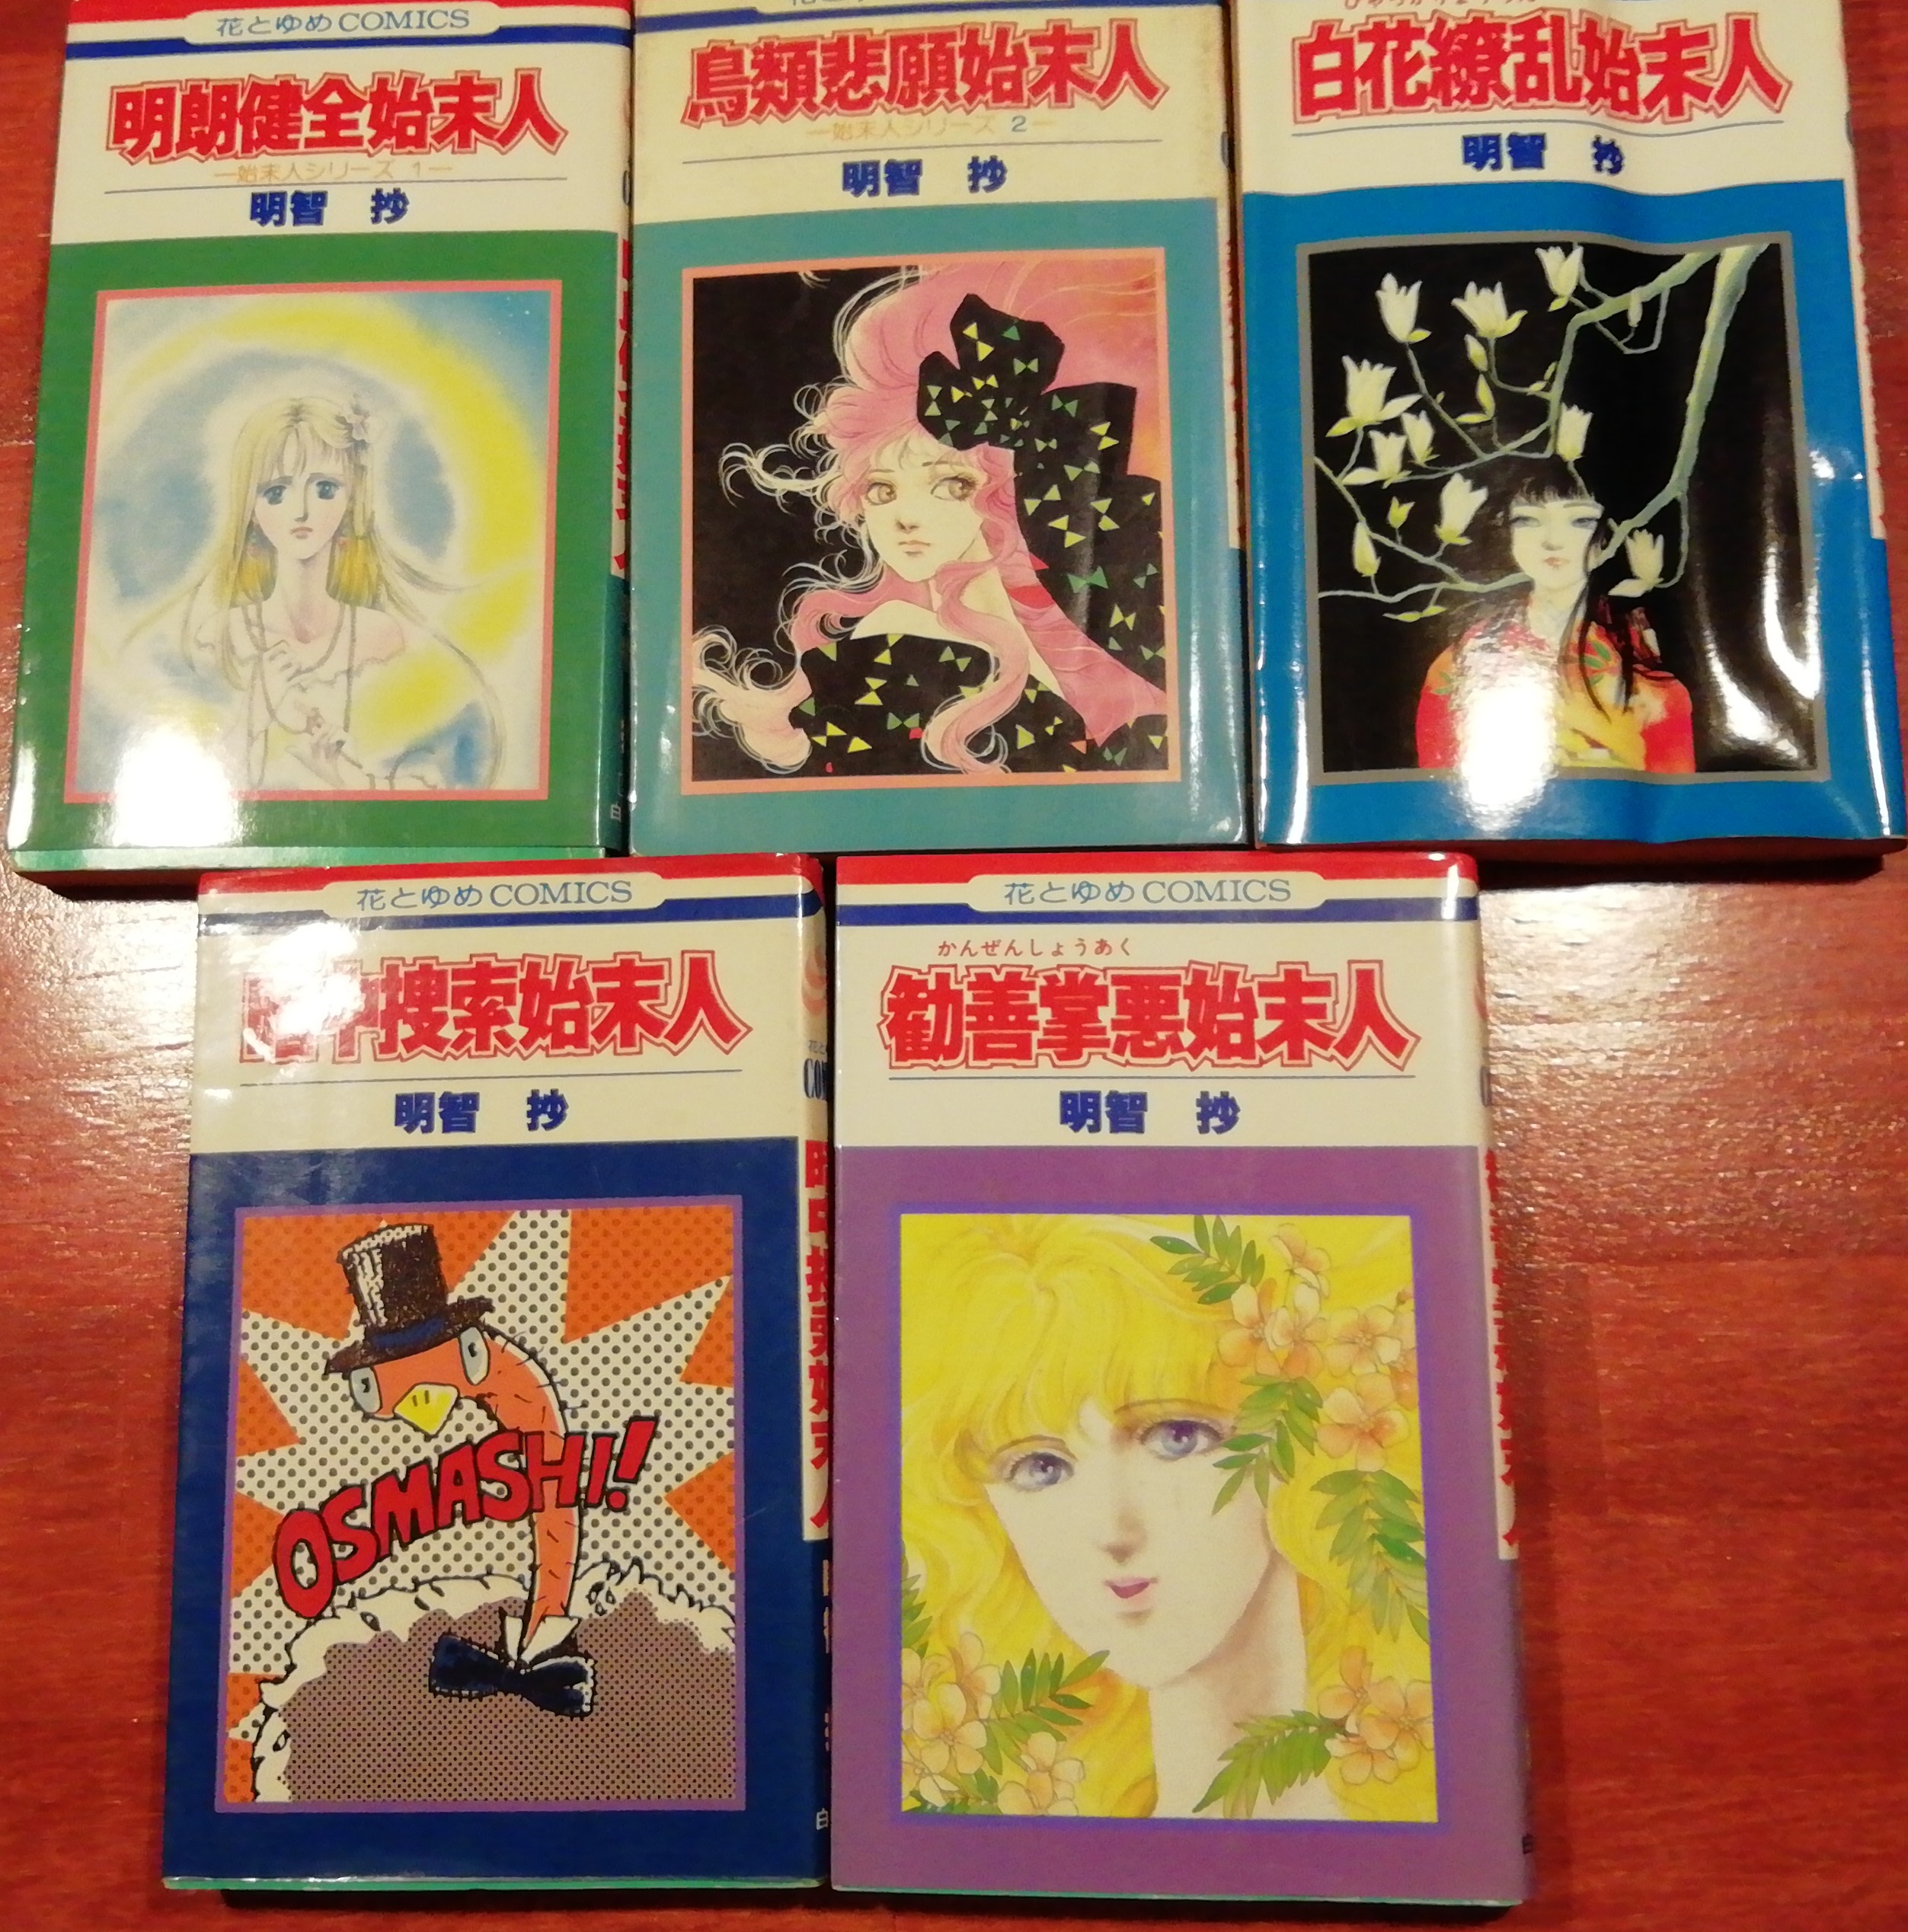 花とゆめCOMICS
明朗健全始末人
—始末人シリーズ 1—
明智 抄
鳥類悲願始末人
—始末人シリーズ 2—
明智 抄
白花繚乱始末人
明智 抄
花とゆめCOMICS
暗中捜索始末人
明智 抄
OSMASHI!
花とゆめCOMICS
かんぜんしょうあく
勧善掌悪始末人
明智 抄